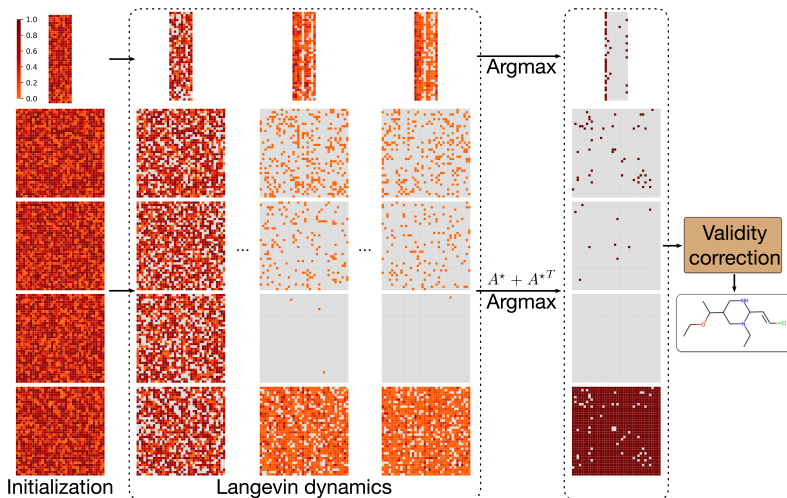 1.0
0.8
0.6
0.4
0.2
0.0
Argmax
...
...
A* + A*T
Argmax
Validity
correction
NH
N
O
Cl
Initialization
Langevin dynamics